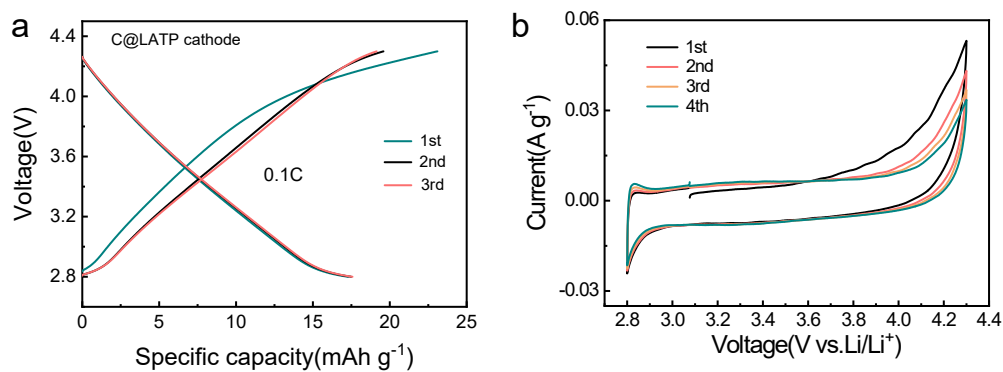 a
C@LATP cathode
4.4
4.0
3.6
3.2
2.8
Voltage(V)
1st
2nd
3rd
0.1C
0 5 10 15 20 25
Specific capacity(mAh g⁻¹)
b
0.06
0.03
0.00
-0.03
Current(A g⁻¹)
1st
2nd
3rd
4th
2.8 3.0 3.2 3.4 3.6 3.8 4.0 4.2 4.4
Voltage(V vs.Li/Li⁺)